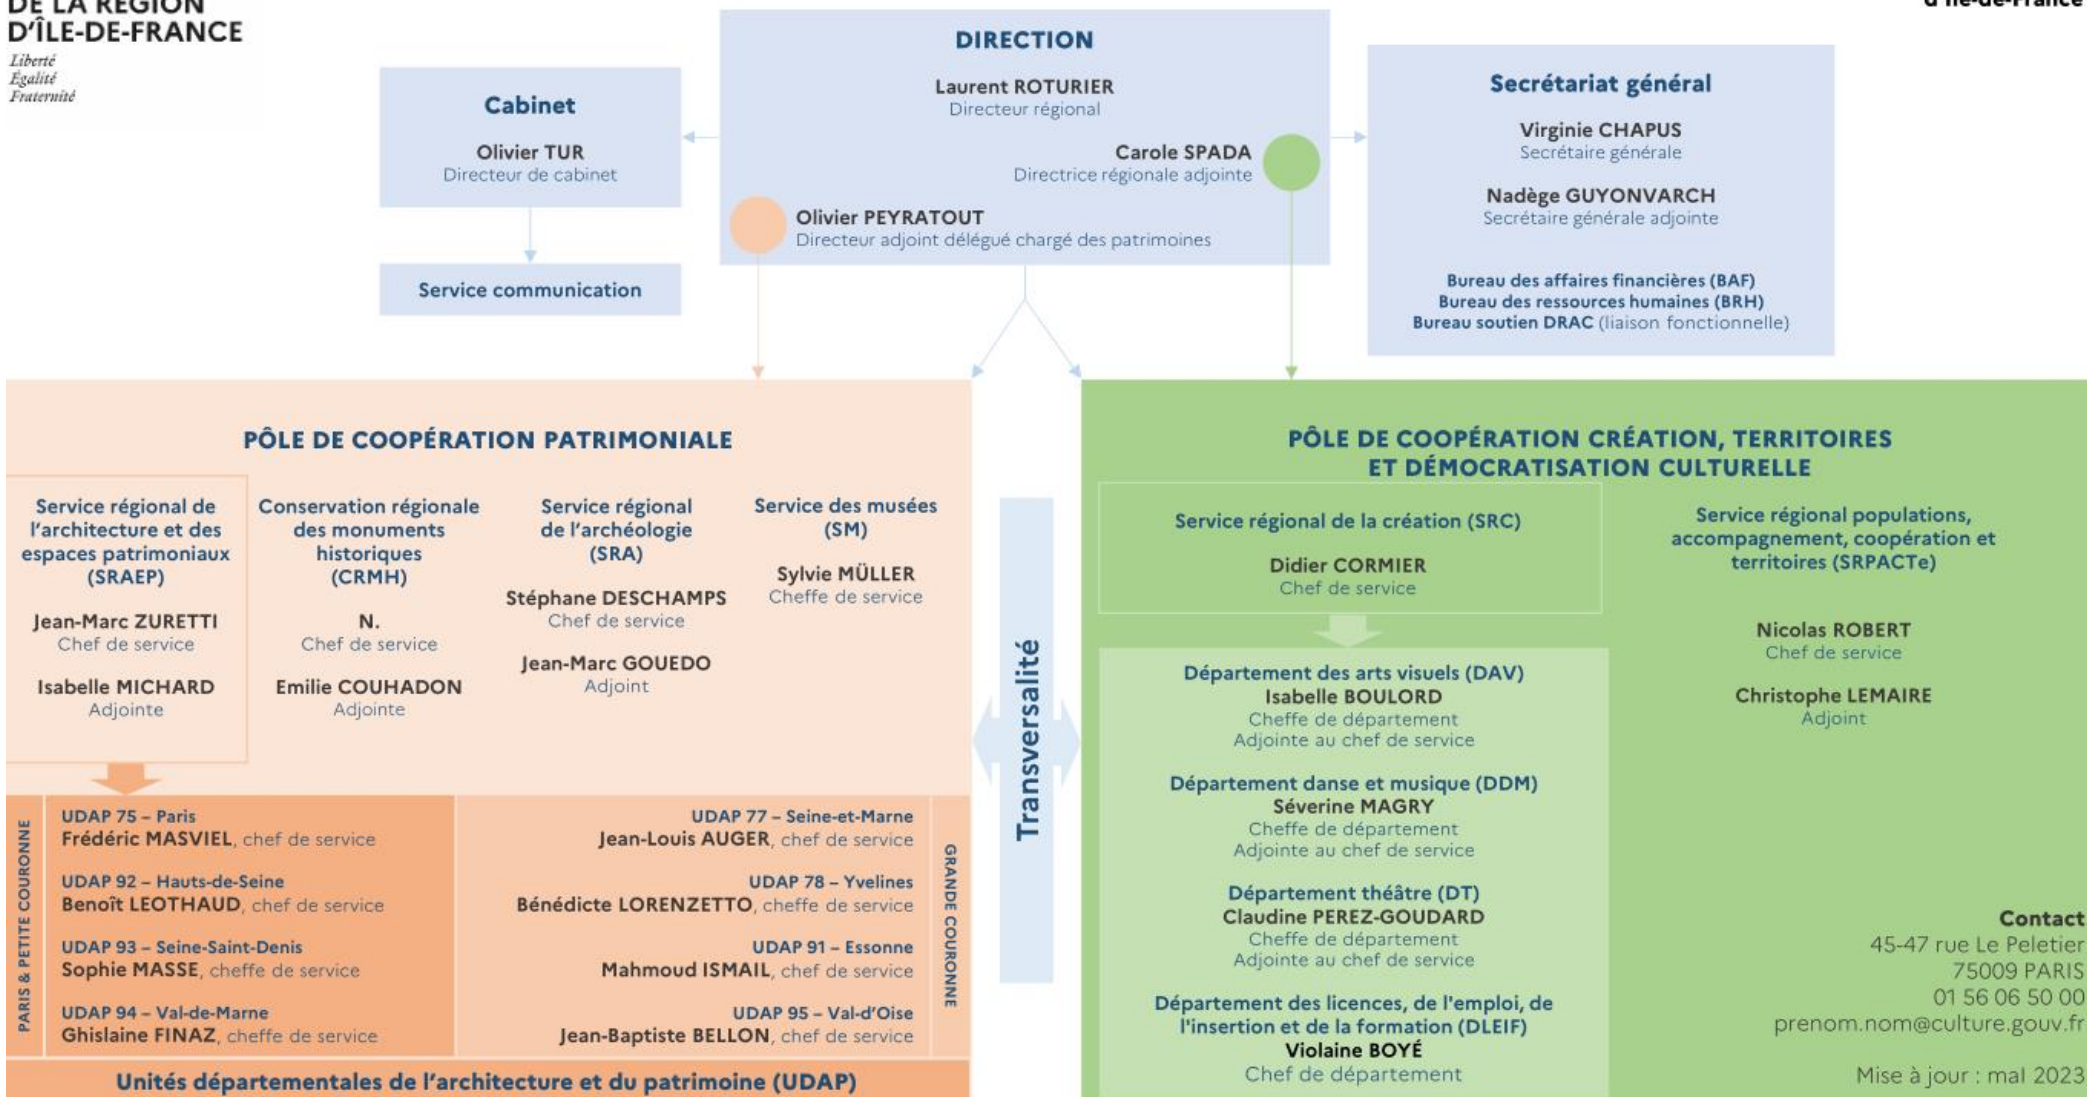 DE LA RÉGION
D'ÎLE-DE-FRANCE
Liberté
Égalité
Fraternité
d'Île-de-France
DIRECTION
Laurent ROTURIER
Directeur régional
Carole SPADA
Directrice régionale adjointe
Olivier PEYRATOUT
Directeur adjoint délégué chargé des patrimoines
Cabinet
Olivier TUR
Directeur de cabinet
Service communication
Secrétariat général
Virginie CHAPUS
Secrétaire générale
Nadège GUYONVARCH
Secrétaire générale adjointe
Bureau des affaires financières (BAF)
Bureau des ressources humaines (BRH)
Bureau soutien DRAC (liaison fonctionnelle)
PÔLE DE COOPÉRATION PATRIMONIALE
Service régional de
l'architecture et des
espaces patrimoniaux
(SRAEP)
Jean-Marc ZURETTI
Chef de service
Isabelle MICHARD
Adjointe
Conservation régionale
des monuments
historiques
(CRMH)
N.
Chef de service
Emilie COUHADON
Adjointe
Service régional
de l'archéologie
(SRA)
Stéphane DESCHAMPS
Chef de service
Jean-Marc GOUEDO
Adjoint
Service des musées
(SM)
Sylvie MÜLLER
Cheffe de service
PARIS & PETITE COURONNE
UDAP 75 – Paris
Frédéric MASVIEL, chef de service
UDAP 92 – Hauts-de-Seine
Benoît LEOTHAUD, chef de service
UDAP 93 – Seine-Saint-Denis
Sophie MASSE, cheffe de service
UDAP 94 – Val-de-Marne
Ghislaine FINAZ, cheffe de service
UDAP 77 – Seine-et-Marne
Jean-Louis AUGER, chef de service
UDAP 78 – Yvelines
Bénédicte LORENZETTO, cheffe de service
UDAP 91 – Essonne
Mahmoud ISMAIL, chef de service
UDAP 95 – Val-d'Oise
Jean-Baptiste BELLON, chef de service
GRANDE COURONNE
Unités départementales de l'architecture et du patrimoine (UDAP)
Transversalité
PÔLE DE COOPÉRATION CRÉATION, TERRITOIRES
ET DÉMOCRATISATION CULTURELLE
Service régional de la création (SRC)
Didier CORMIER
Chef de service
Département des arts visuels (DAV)
Isabelle BOULORD
Cheffe de département
Adjointe au chef de service
Département danse et musique (DDM)
Séverine MAGRY
Cheffe de département
Adjointe au chef de service
Département théâtre (DT)
Claudine PEREZ-GOUDARD
Cheffe de département
Adjointe au chef de service
Département des licences, de l'emploi, de
l'insertion et de la formation (DLEIF)
Violaine BOYÉ
Chef de département
Service régional populations,
accompagnement, coopération et
territoires (SRPACTe)
Nicolas ROBERT
Chef de service
Christophe LEMAIRE
Adjoint
Contact
45-47 rue Le Peletier
75009 PARIS
01 56 06 50 00
prenom.nom@culture.gouv.fr
Mise à jour : maI 2023